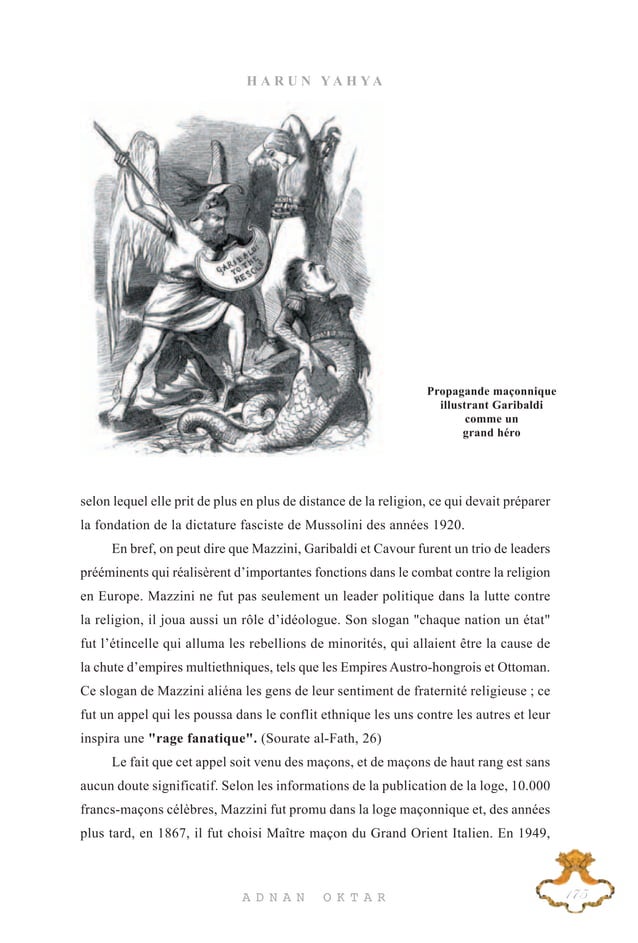 HARUN YAHYA
GARIBALDI
TO THE
RESCUE
Propagande maçonnique
illustrant Garibaldi
comme un
grand héro
selon lequel elle prit de plus en plus de distance de la religion, ce qui devait préparer
la fondation de la dictature fasciste de Mussolini des années 1920.
En bref, on peut dire que Mazzini, Garibaldi et Cavour furent un trio de leaders
prééminents qui réalisèrent d’importantes fonctions dans le combat contre la religion
en Europe. Mazzini ne fut pas seulement un leader politique dans la lutte contre
la religion, il joua aussi un rôle d’idéologue. Son slogan "chaque nation un état"
fut l’étincelle qui alluma les rebellions de minorités, qui allaient être la cause de
la chute d’empires multiethniques, tels que les Empires Austro-hongrois et Ottoman.
Ce slogan de Mazzini aliéna les gens de leur sentiment de fraternité religieuse ; ce
fut un appel qui les poussa dans le conflit ethnique les uns contre les autres et leur
inspira une "rage fanatique". (Sourate al-Fath, 26)
Le fait que cet appel soit venu des maçons, et de maçons de haut rang est sans
aucun doute significatif. Selon les informations de la publication de la loge, 10.000
francs-maçons célèbres, Mazzini fut promu dans la loge maçonnique et, des années
plus tard, en 1867, il fut choisi Maître maçon du Grand Orient Italien. En 1949,
ADNAN OKTAR
175